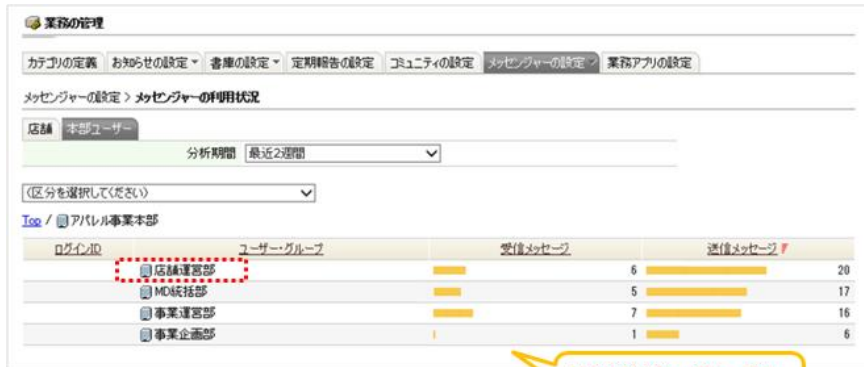 業務の管理
カテゴリの定義 お知らせの設定 書庫の設定 定期報告の設定 コミュニティの設定 メッセンジャーの設定 業務アプリの設定
メッセンジャーの設定 > メッセンジャーの利用状況
店舗 本部ユーザー
分析期間 最近2週間
(区分を選択してください)
Top / アパレル事業本部
ログインID ユーザー・グループ 受信メッセージ 送信メッセージ
店舗運営部 6 20
MD統括部 5 17
事業運営部 7 16
事業企画部 1 6